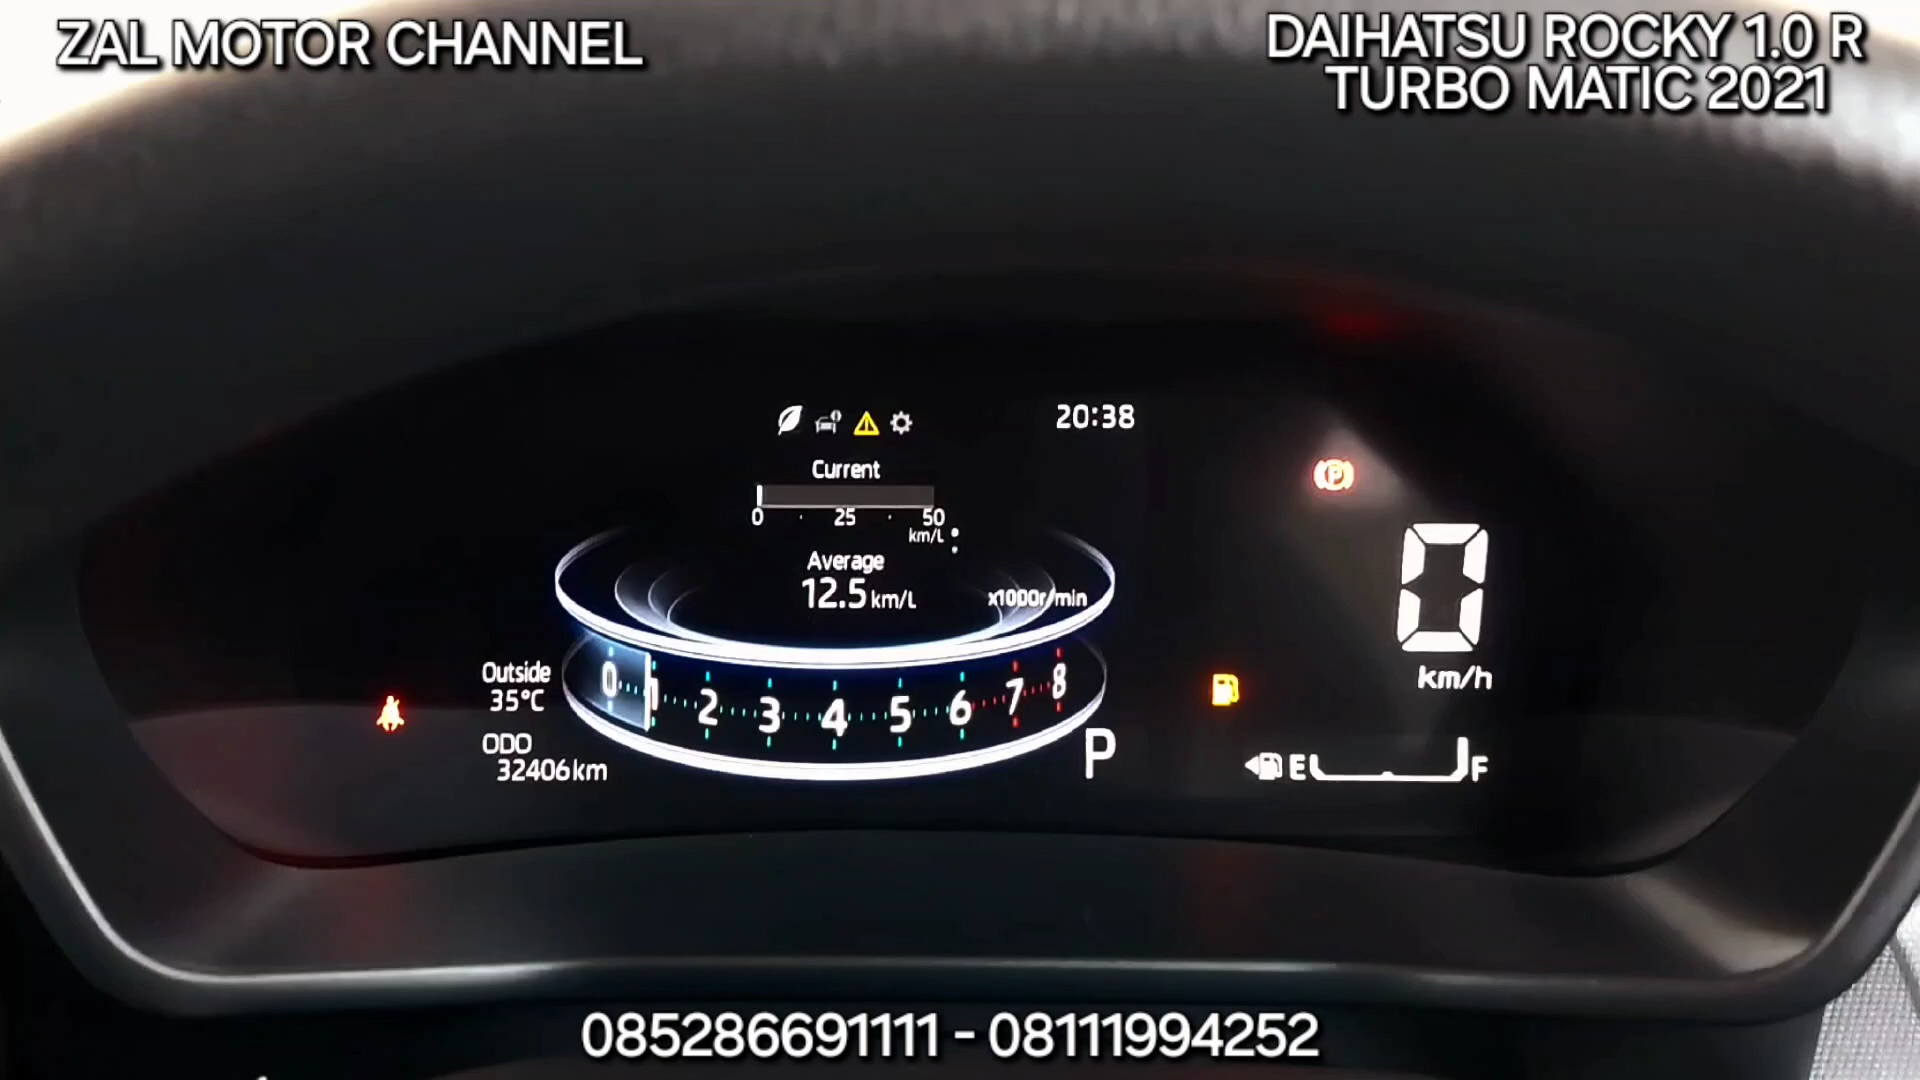 ZAL MOTOR CHANNEL
DAIHATSU ROCKY 1.0 R
TURBO MATIC 2021
20:38
Current
0 25 50
km/L
Average
12.5 km/L
x1000r/min
Outside
35°C
0 1 2 3 4 5 6 7 8
ODO
32406 km
P
P
0
km/h
E F
085286691111 - 08111994252